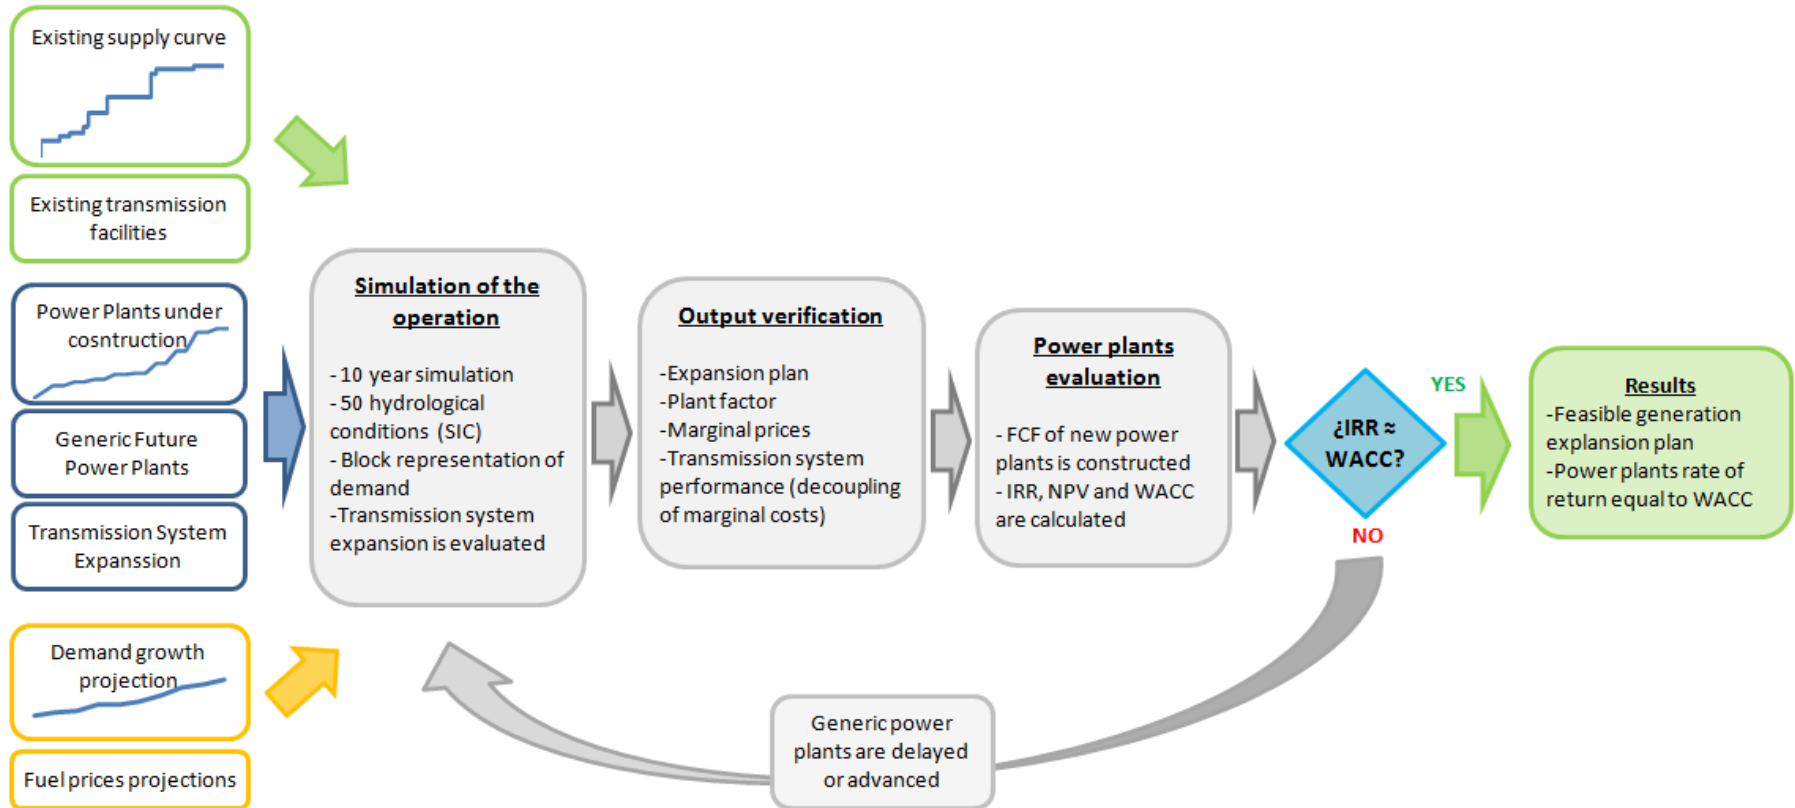 Existing supply curve
Existing transmission
facilities
Power Plants under
cosntruction
Generic Future
Power Plants
Transmission System
Expanssion
Demand growth
projection
Fuel prices projections
Simulation of the
operation
- 10 year simulation
- 50 hydrological
conditions (SIC)
- Block representation of
demand
-Transmission system
expansion is evaluated
Output verification
-Expansion plan
-Plant factor
-Marginal prices
-Transmission system
performance (decoupling
of marginal costs)
Power plants
evaluation
- FCF of new power
plants is constructed
- IRR, NPV and WACC
are calculated
¿IRR ≈
WACC?
YES
NO
Results
-Feasible generation
explansion plan
-Power plants rate of
return equal to WACC
Generic power
plants are delayed
or advanced